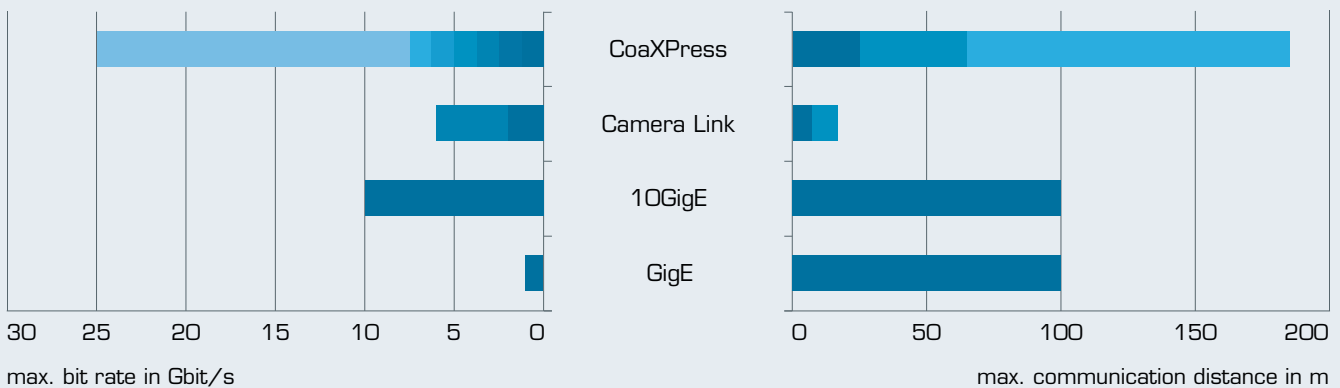 CoaXPress
Camera Link
10GigE
GigE
30 25 20 15 10 5 0
0 50 100 150 200
max. bit rate in Gbit/s
max. communication distance in m